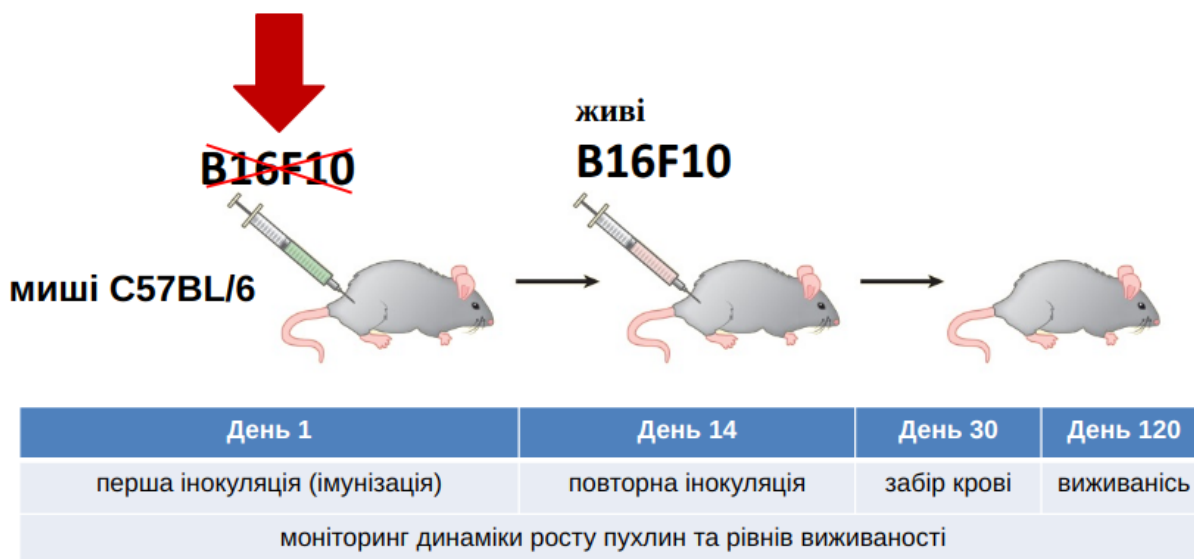 B16F10
живі
B16F10
миші C57BL/6
День 1 День 14 День 30 День 120
перша інокуляція (імунізація) повторна інокуляція забір крові виживанісь
моніторинг динаміки росту пухлин та рівнів виживаності